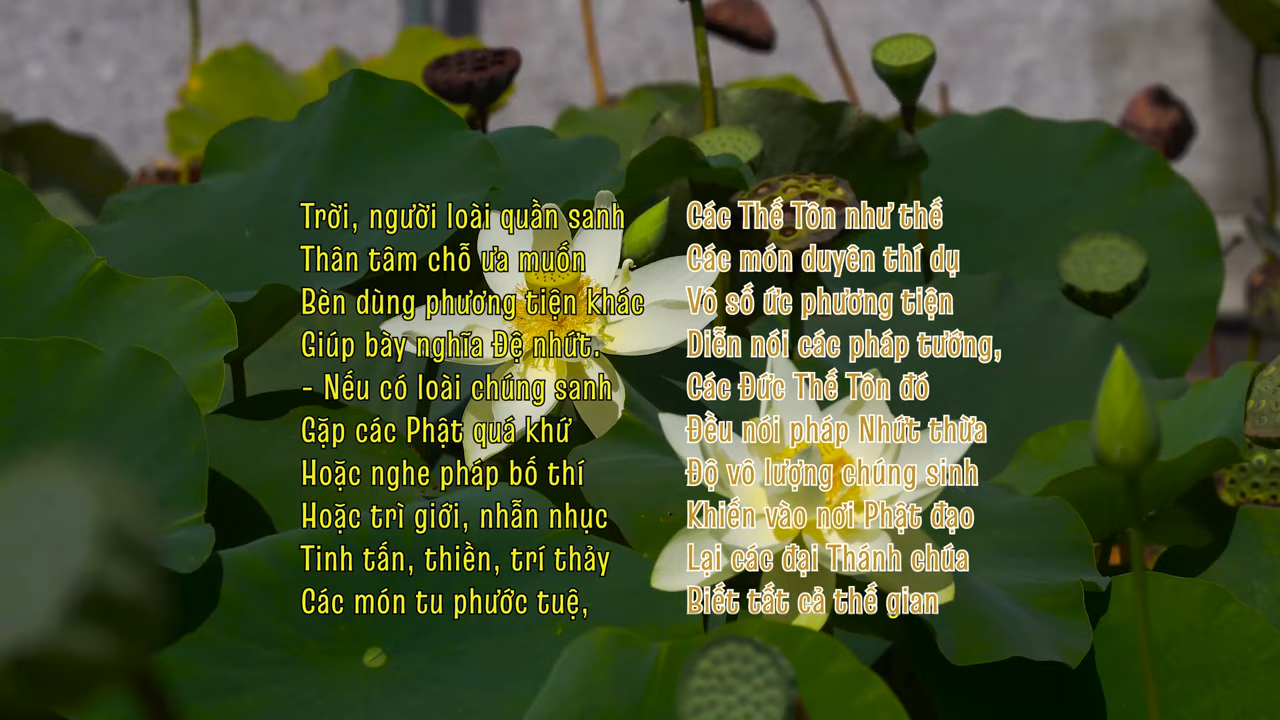 Trời, người loài quần sanh
Thân tâm chỗ ưa muốn
Bèn dùng phương tiện khác
Giúp bày nghĩa Đệ nhứt.
- Nếu có loài chúng sanh
Gặp các Phật quá khứ
Hoặc nghe pháp bố thí
Hoặc trì giới, nhẫn nhục
Tinh tấn, thiền, trí thảy
Các món tu phước tuệ,
Các Thế Tôn như thế
Các món duyên thí dụ
Vô số ức phương tiện
Diễn nói các pháp tướng,
Các Đức Thế Tôn đó
Đều nói pháp Nhứt thừa
Độ vô lượng chúng sinh
Khiến vào nơi Phật đạo
Lại các đại Thánh chúa
Biết tất cả thế gian